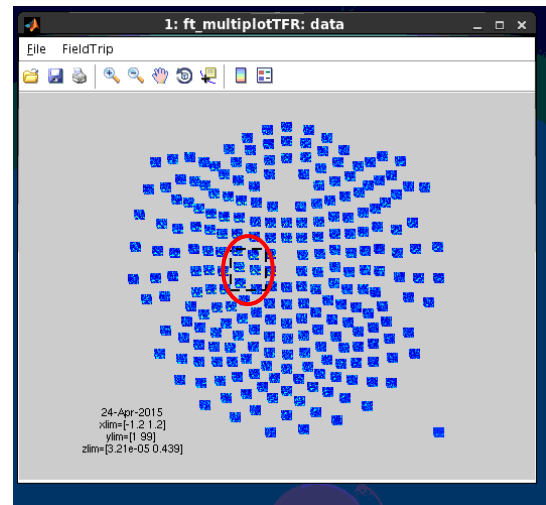 1: ft_multiplotTFR: data
File FieldTrip
24-Apr-2015
xlim=[-1.2 1.2]
ylim=[1 99]
zlim=[3.21e-05 0.439]